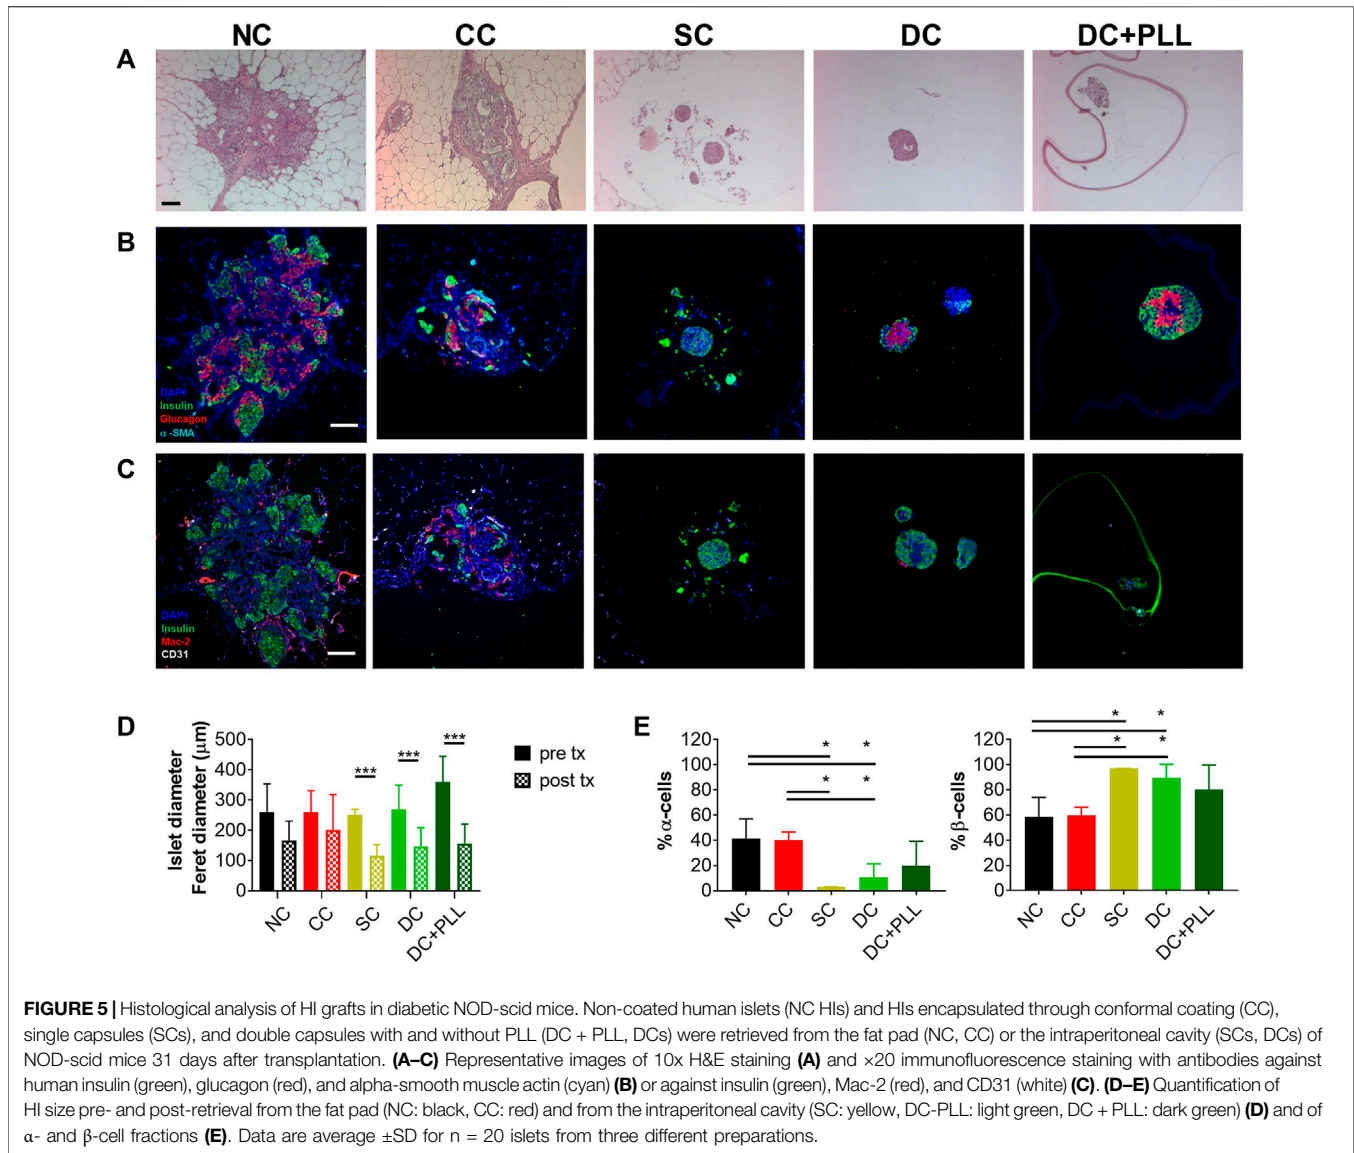 NC CC SC DC DC+PLL
A
B
DAPI
Insulin
Glucagon
α-SMA
C
DAPI
Insulin
Mac-2
CD31
D
Islet diameter
Feret diameter (μm)
500
400
300
200
100
0
*** *** ***
NC CC SC DC DC+PLL
pre tx
post tx
E
%α-cells
120
100
80
60
40
20
0
* *
* *
NC CC SC DC DC+PLL
%β-cells
120
100
80
60
40
20
0
* *
* *
NC CC SC DC DC+PLL
FIGURE 5 | Histological analysis of HI grafts in diabetic NOD-scid mice. Non-coated human islets (NC HIs) and HIs encapsulated through conformal coating (CC),
single capsules (SCs), and double capsules with and without PLL (DC + PLL, DCs) were retrieved from the fat pad (NC, CC) or the intraperitoneal cavity (SCs, DCs) of
NOD-scid mice 31 days after transplantation. (A–C) Representative images of 10x H&E staining (A) and ×20 immunofluorescence staining with antibodies against
human insulin (green), glucagon (red), and alpha-smooth muscle actin (cyan) (B) or against insulin (green), Mac-2 (red), and CD31 (white) (C). (D–E) Quantification of
HI size pre- and post-retrieval from the fat pad (NC: black, CC: red) and from the intraperitoneal cavity (SC: yellow, DC-PLL: light green, DC + PLL: dark green) (D) and of
α- and β-cell fractions (E). Data are average ±SD for n = 20 islets from three different preparations.